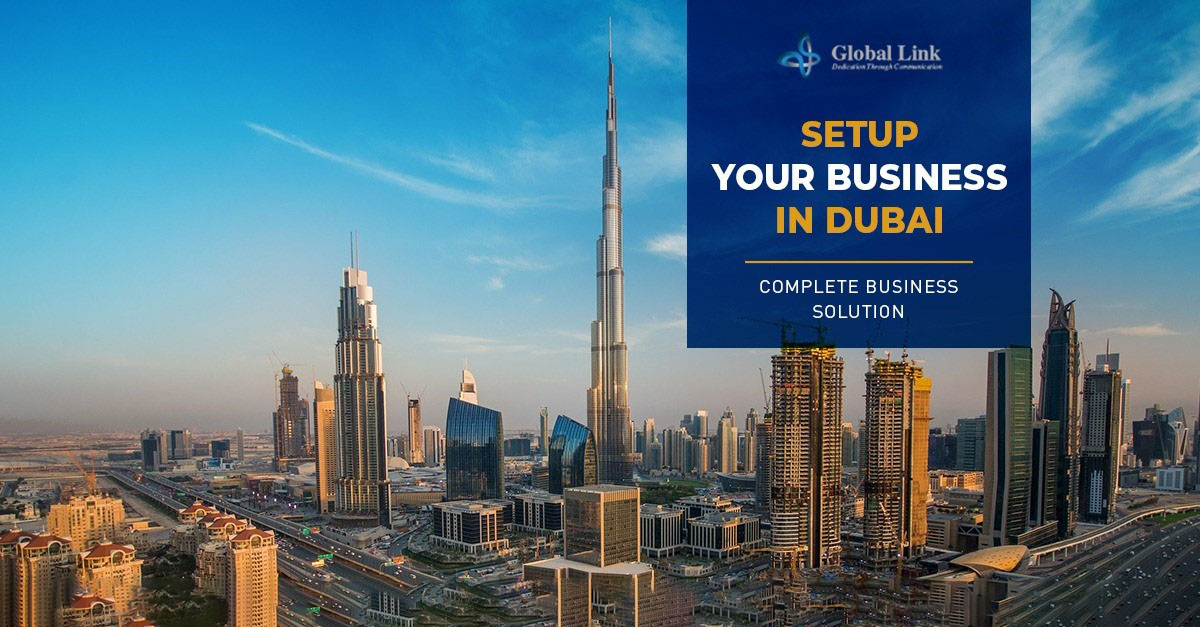 Global Link
Dedication Through Communication
SETUP
YOUR BUSINESS
IN DUBAI
COMPLETE BUSINESS
SOLUTION